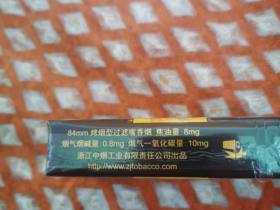 84mm 烤烟型过滤嘴香烟 焦油量:8mg
烟气烟碱量:0.8mg 烟气一氧化碳量:10mg
浙江中烟工业有限责任公司出品
http://www.zjtobacco.com